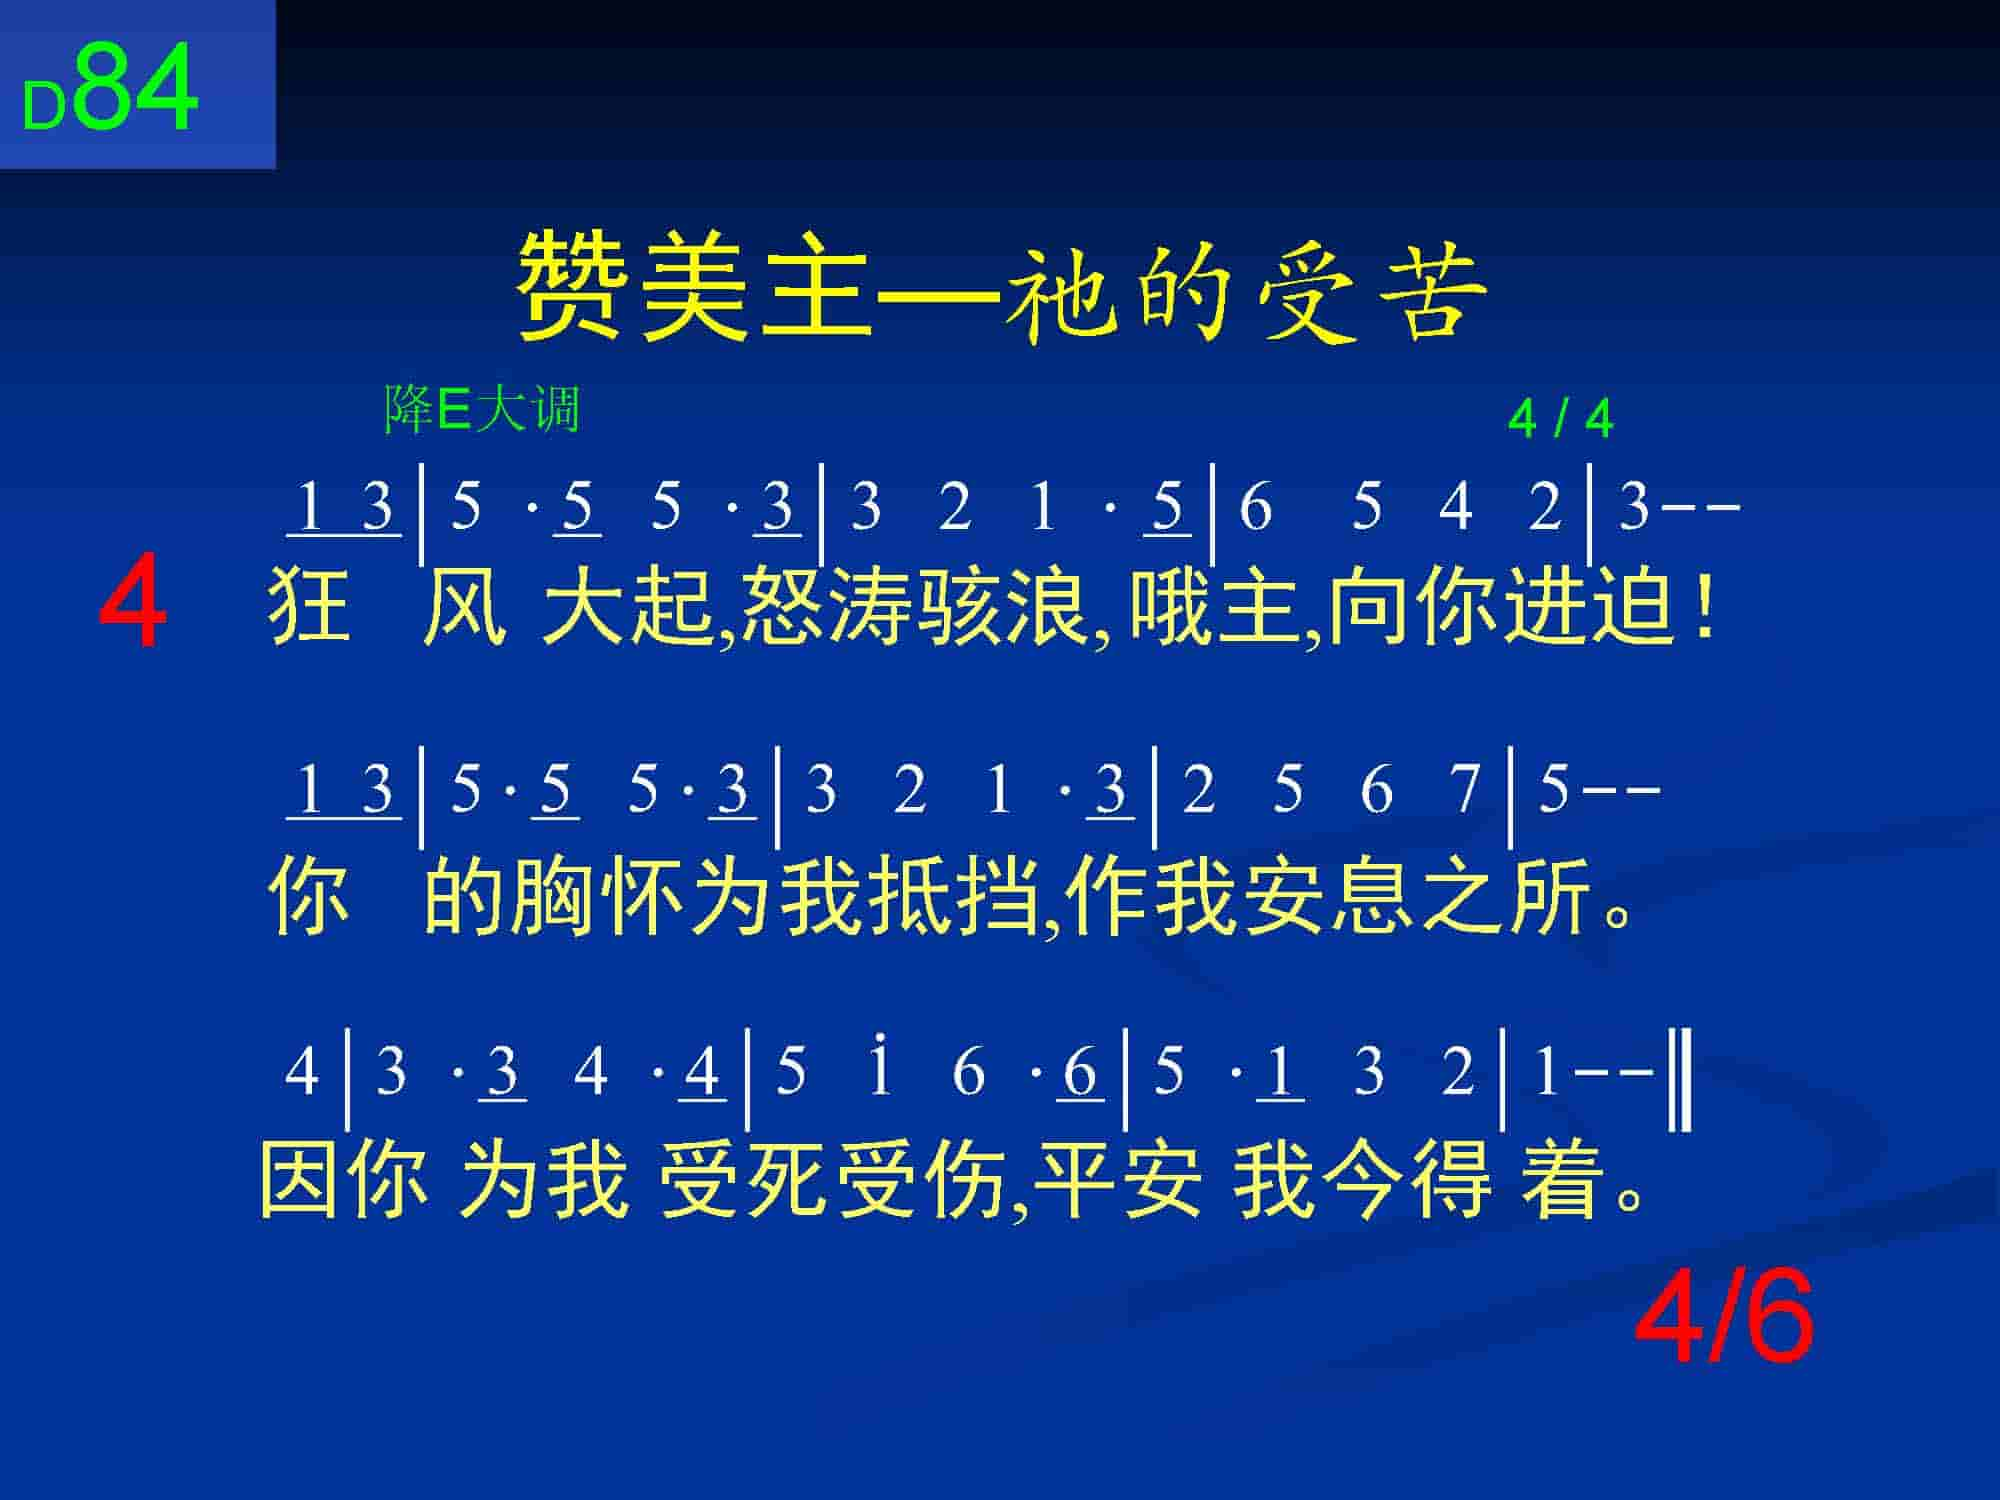 D84
赞美主—祂的受苦
降E大调 4 / 4
1 3|5 · 5 5 · 3|3 2 1 · 5|6 5 4 2|3--
4 狂 风 大起,怒涛骇浪,哦主,向你进迫!
1 3|5 · 5 5 · 3|3 2 1 · 3|2 5 6 7|5--
你 的胸怀为我抵挡,作我安息之所。
4|3 · 3 4 · 4|5 i 6 · 6|5 · 1 3 2|1--‖
因你 为我 受死受伤,平安 我今得 着。
4/6